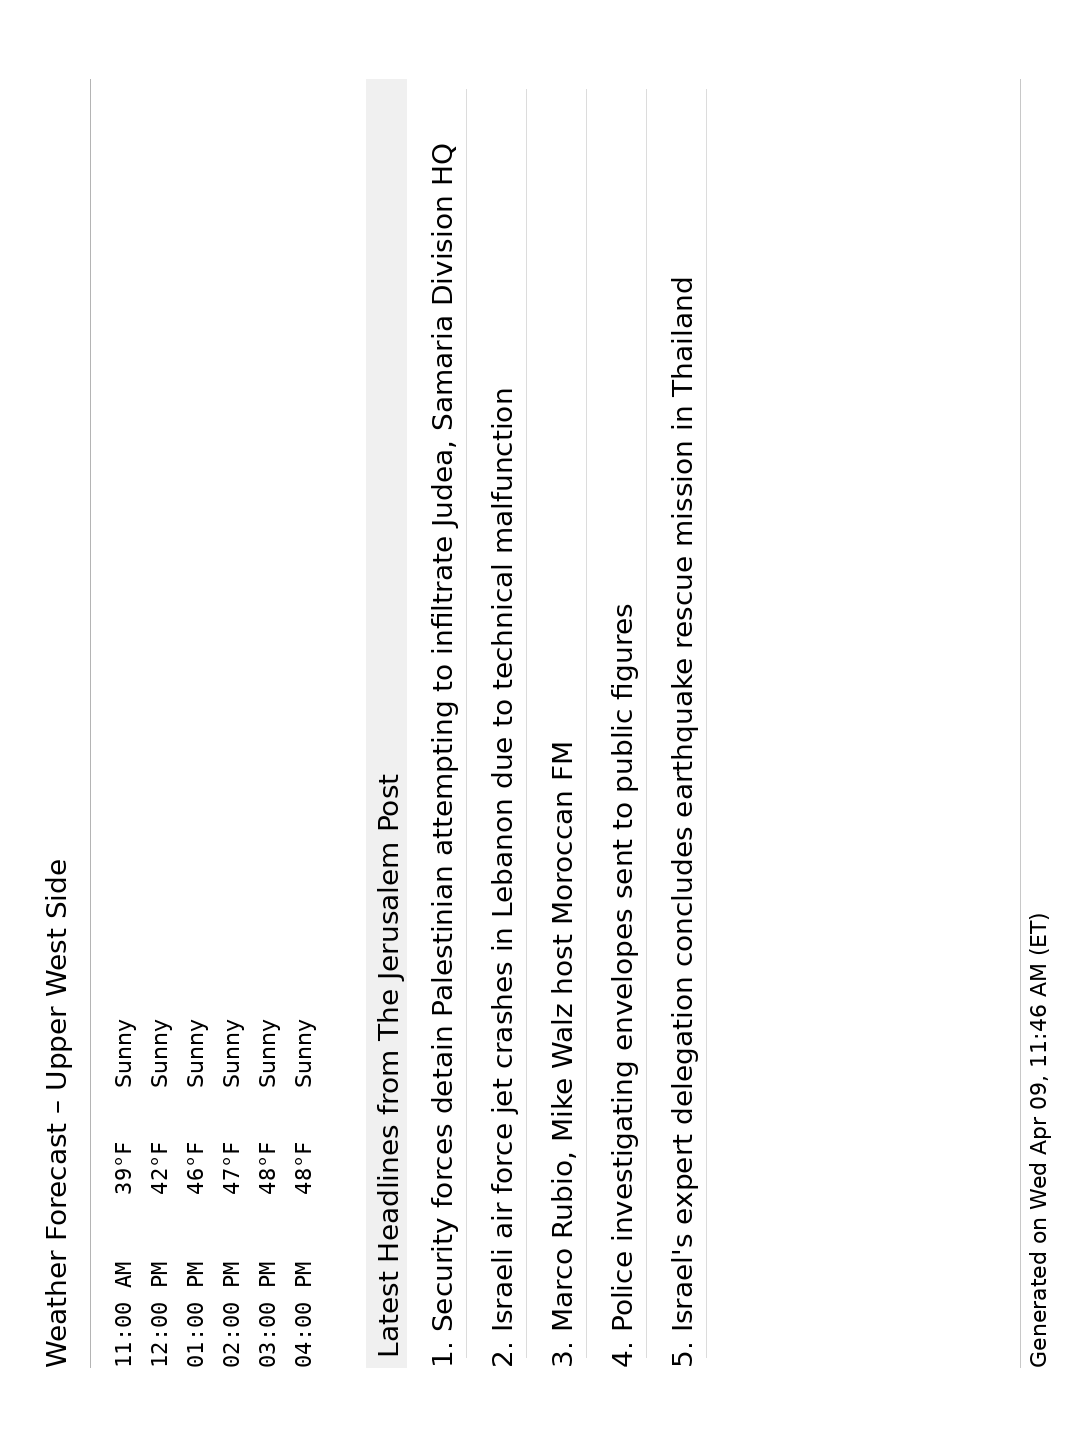 Weather Forecast – Upper West Side
11:00 AM 39°F Sunny
12:00 PM 42°F Sunny
01:00 PM 46°F Sunny
02:00 PM 47°F Sunny
03:00 PM 48°F Sunny
04:00 PM 48°F Sunny
Latest Headlines from The Jerusalem Post
1. Security forces detain Palestinian attempting to infiltrate Judea, Samaria Division HQ
2. Israeli air force jet crashes in Lebanon due to technical malfunction
3. Marco Rubio, Mike Walz host Moroccan FM
4. Police investigating envelopes sent to public figures
5. Israel's expert delegation concludes earthquake rescue mission in Thailand
Generated on Wed Apr 09, 11:46 AM (ET)